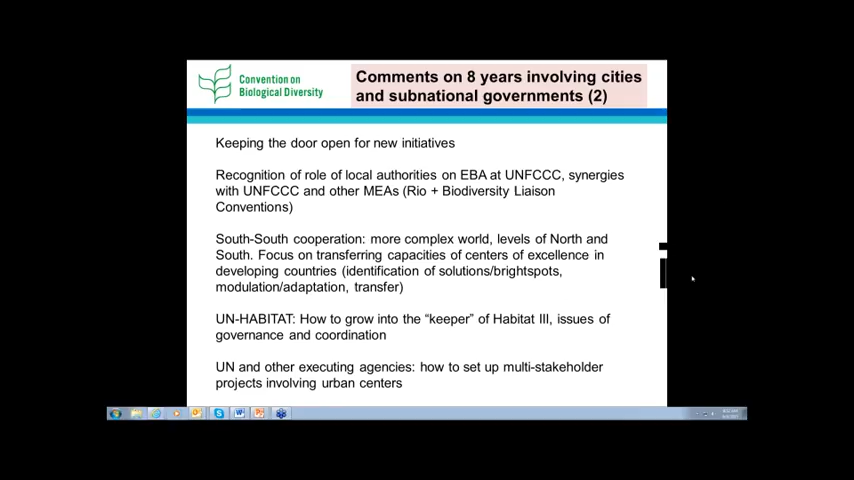 Convention on
Biological Diversity
Comments on 8 years involving cities
and subnational governments (2)
Keeping the door open for new initiatives
Recognition of role of local authorities on EBA at UNFCCC, synergies
with UNFCCC and other MEAs (Rio + Biodiversity Liaison
Conventions)
South-South cooperation: more complex world, levels of North and
South. Focus on transferring capacities of centers of excellence in
developing countries (identification of solutions/brightspots,
modulation/adaptation, transfer)
UN-HABITAT: How to grow into the “keeper” of Habitat III, issues of
governance and coordination
UN and other executing agencies: how to set up multi-stakeholder
projects involving urban centers